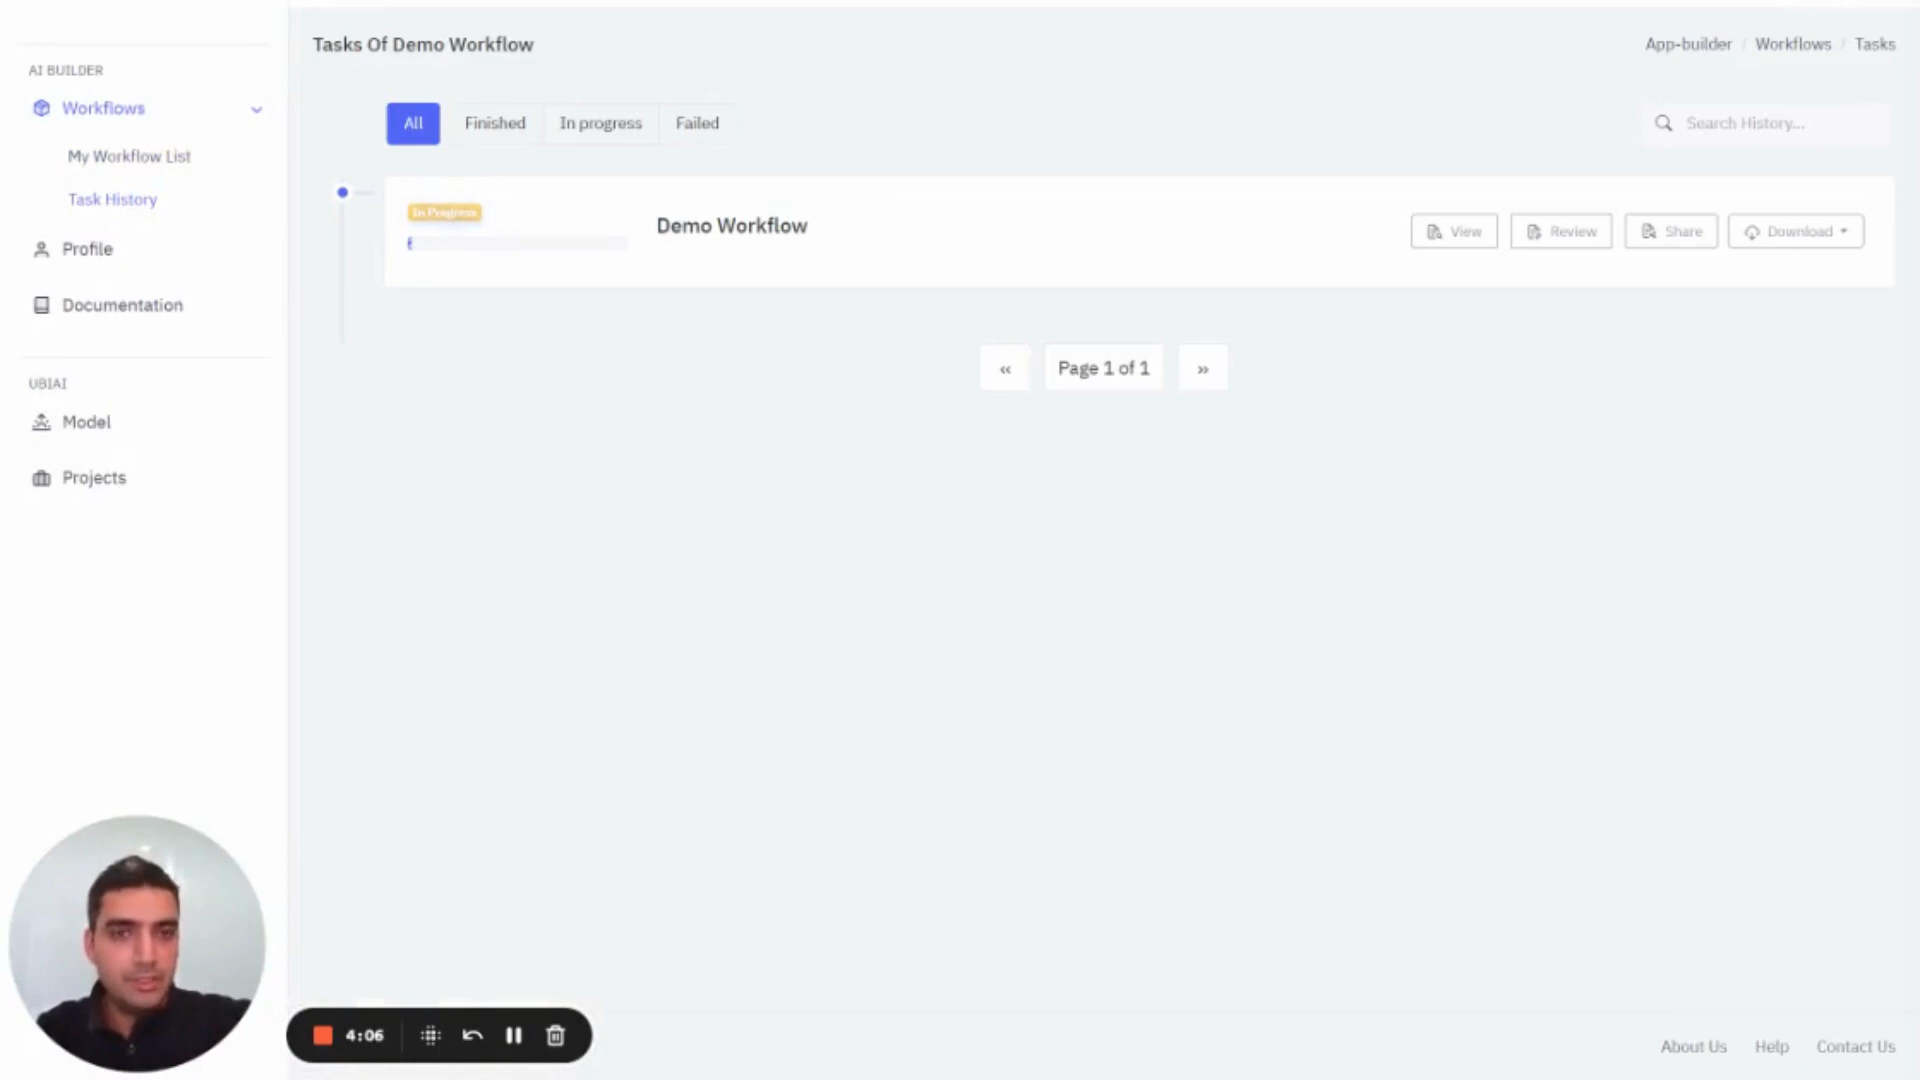 Tasks Of Demo Workflow
App-builder / Workflows / Tasks
AI BUILDER
Workflows
My Workflow List
Task History
Profile
Documentation
UBIAI
Model
Projects
All
Finished
In progress
Failed
Search History...
In Progress
Demo Workflow
View
Review
Share
Download
«
Page 1 of 1
»
4:06
About Us
Help
Contact Us